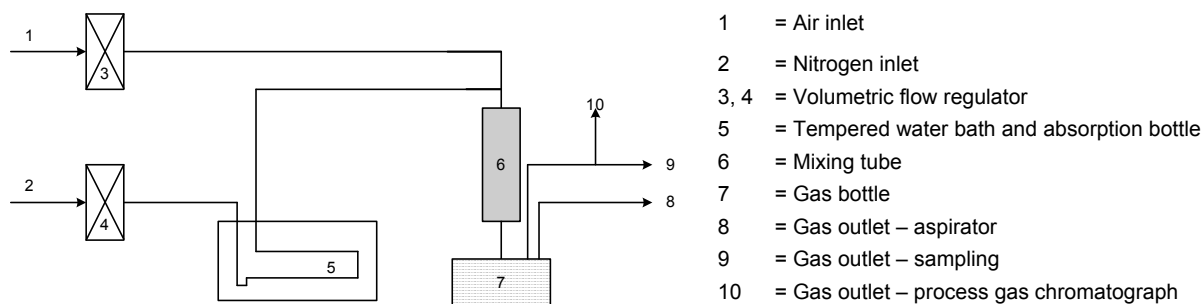 1
3
2
4
5
6
7
10
9
8
1 = Air inlet
2 = Nitrogen inlet
3, 4 = Volumetric flow regulator
5 = Tempered water bath and absorption bottle
6 = Mixing tube
7 = Gas bottle
8 = Gas outlet – aspirator
9 = Gas outlet – sampling
10 = Gas outlet – process gas chromatograph